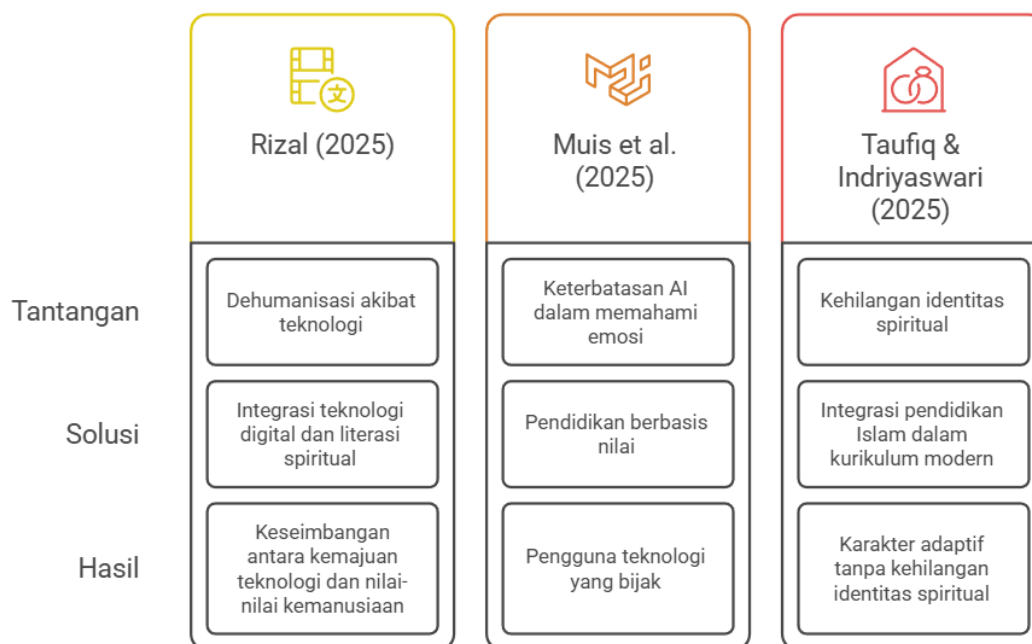 Rizal (2025)
Muis et al.
(2025)
Taufiq &
Indriyaswari
(2025)
Tantangan
Dehumanisasi akibat
teknologi
Keterbatasan AI
dalam memahami
emosi
Kehilangan identitas
spiritual
Solusi
Integrasi teknologi
digital dan literasi
spiritual
Pendidikan berbasis
nilai
Integrasi pendidikan
Islam dalam
kurikulum modern
Hasil
Keseimbangan
antara kemajuan
teknologi dan nilai-
nilai kemanusiaan
Pengguna teknologi
yang bijak
Karakter adaptif
tanpa kehilangan
identitas spiritual